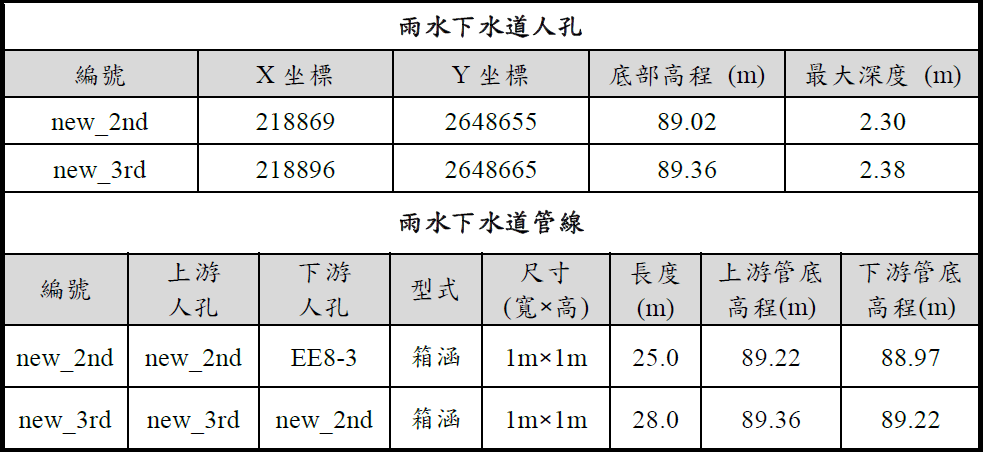 雨水下水道人孔
編號 X 坐標 Y 坐標 底部高程 (m) 最大深度 (m)
new_2nd 218869 2648655 89.02 2.30
new_3rd 218896 2648665 89.36 2.38
雨水下水道管線
編號 上游人孔 下游人孔 型式 尺寸(寬×高) 長度(m) 上游管底高程(m) 下游管底高程(m)
new_2nd new_2nd EE8-3 箱涵 1m×1m 25.0 89.22 88.97
new_3rd new_3rd new_2nd 箱涵 1m×1m 28.0 89.36 89.22